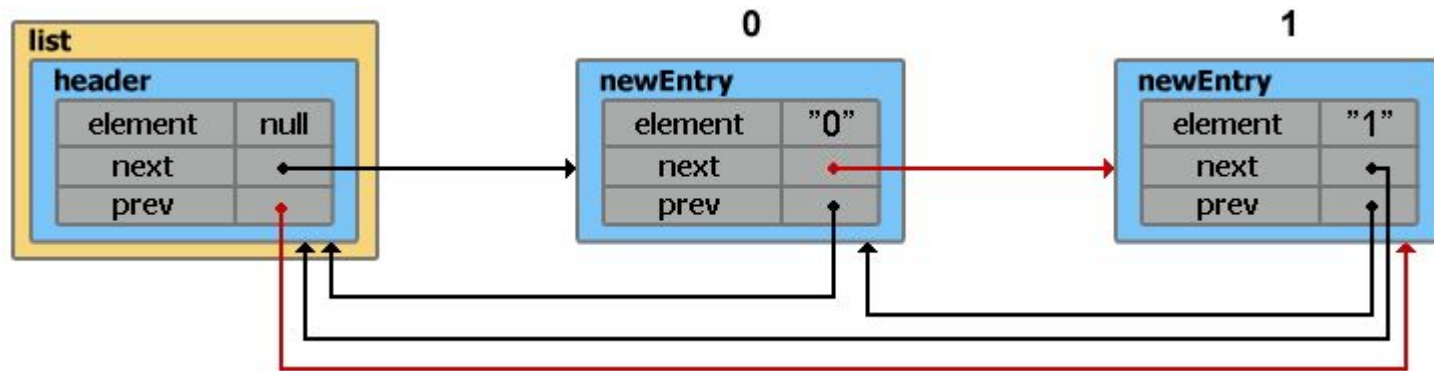 0
1
list
header
element null
next
prev
newEntry
element ”0”
next
prev
newEntry
element ”1”
next
prev